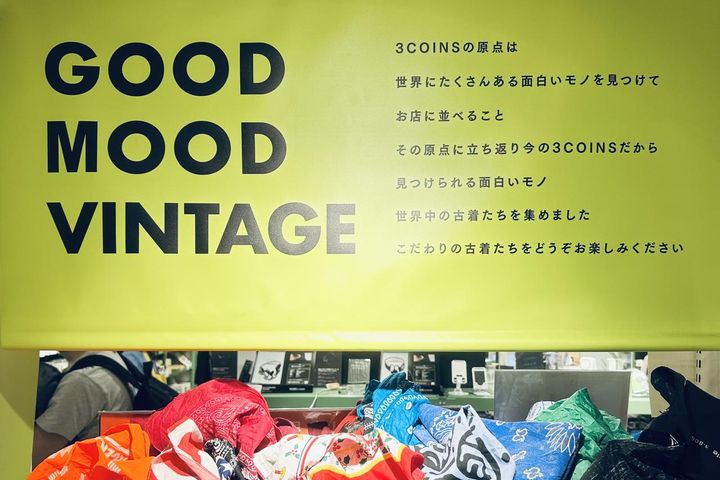 GOOD
MOOD
VINTAGE
3COINSの原点は
世界にたくさんある面白いモノを見つけて
お店に並べること
その原点に立ち返り今の3COINSだから
見つけられる面白いモノ
世界中の古着たちを集めました
こだわりの古着たちをどうぞお楽しみください